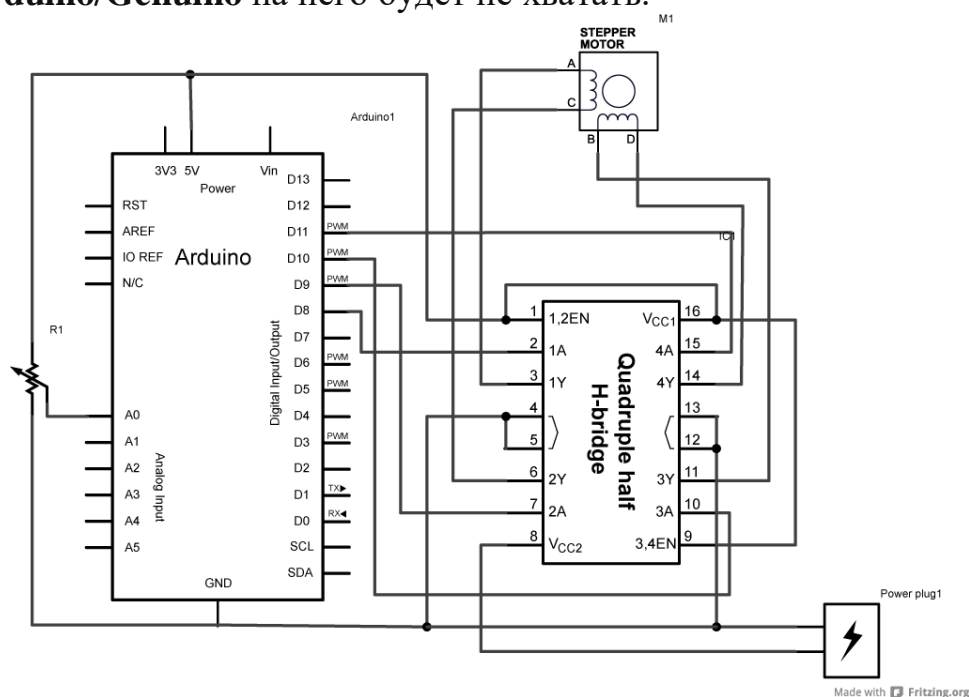 на него будет не хватать.
M1
STEPPER
MOTOR
A
C
B
D
Arduino1
3V3
5V
Vin
Power
D13
RST
D12
AREF
D11
PWM
IC1
IO REF
Arduino
D10
PWM
N/C
D9
PWM
D8
R1
D7
D6
PWM
D5
PWM
Digital Input/Output
A0
D4
A1
D3
PWM
A2
D2
A3
D1
TX
A4
D0
RX
A5
SCL
SDA
Analog Input
GND
1
1,2EN
2
1A
3
1Y
4
5
6
2Y
7
2A
8
VCC2
Quadruple half
H-bridge
16
VCC1
15
4A
14
4Y
13
12
11
3Y
10
3A
9
3,4EN
Power plug1
Made with Fritzing.org